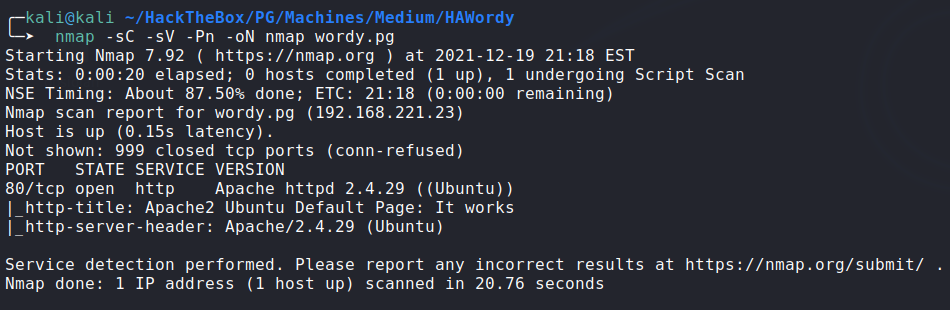 ╭─kali@kali ~/HackTheBox/PG/Machines/Medium/HAWordy
╰─➤  nmap -sC -sV -Pn -oN nmap wordy.pg
Starting Nmap 7.92 ( https://nmap.org ) at 2021-12-19 21:18 EST
Stats: 0:00:20 elapsed; 0 hosts completed (1 up), 1 undergoing Script Scan
NSE Timing: About 87.50% done; ETC: 21:18 (0:00:00 remaining)
Nmap scan report for wordy.pg (192.168.221.23)
Host is up (0.15s latency).
Not shown: 999 closed tcp ports (conn-refused)
PORT   STATE SERVICE VERSION
80/tcp open  http    Apache httpd 2.4.29 ((Ubuntu))
|_http-title: Apache2 Ubuntu Default Page: It works
|_http-server-header: Apache/2.4.29 (Ubuntu)

Service detection performed. Please report any incorrect results at https://nmap.org/submit/ .
Nmap done: 1 IP address (1 host up) scanned in 20.76 seconds